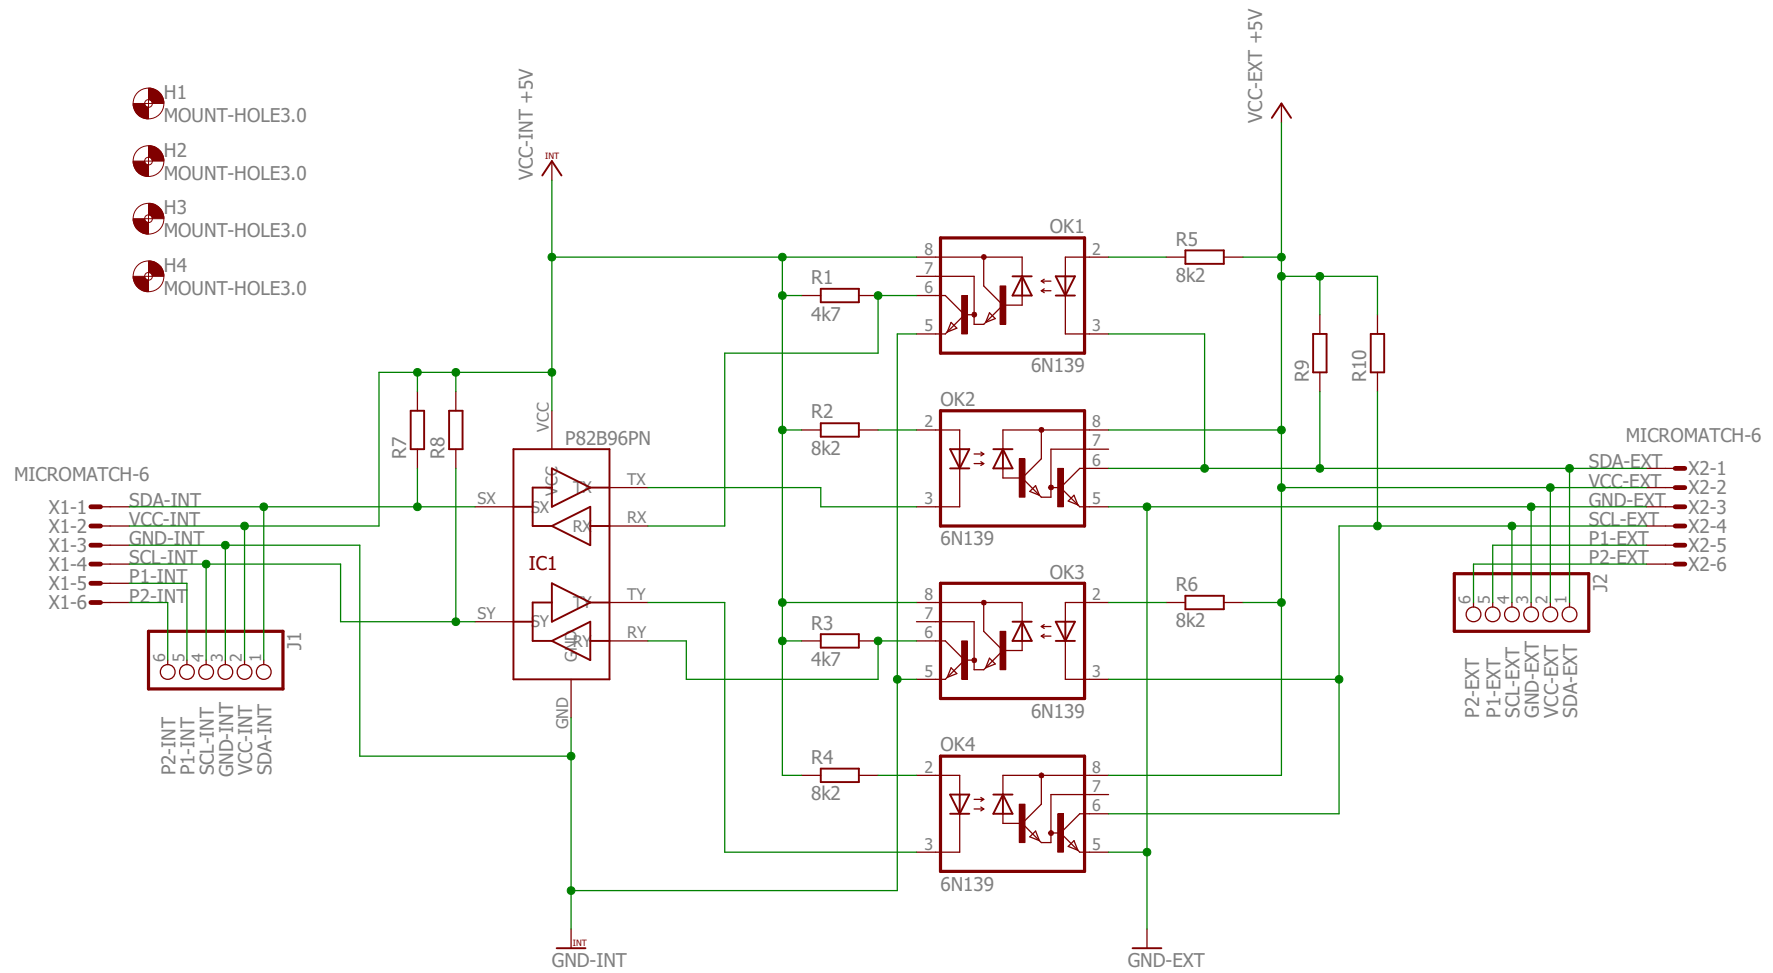 H1
MOUNT-HOLE3.0
H2
MOUNT-HOLE3.0
H3
MOUNT-HOLE3.0
H4
MOUNT-HOLE3.0
VCC-INT +5V
INT
VCC-EXT +5V
OK1
8
7
6
5
2
3
6N139
R1
4k7
R5
8k2
OK2
2
3
8
7
6
5
6N139
R2
8k2
R7
R8
R9
R10
VCC
P82B96PN
VCC
TX
SX
RX
IC1
TY
SY
RY
GND
SX
SY
TX
RX
TY
RY
GND
OK3
8
7
6
5
2
3
6N139
R3
4k7
R6
8k2
OK4
2
3
8
7
6
5
6N139
R4
8k2
MICROMATCH-6
X1-1 SDA-INT
X1-2 VCC-INT
X1-3 GND-INT
X1-4 SCL-INT
X1-5 P1-INT
X1-6 P2-INT
J1
6 5 4 3 2 1
P2-INT
P1-INT
SCL-INT
GND-INT
VCC-INT
SDA-INT
MICROMATCH-6
SDA-EXT X2-1
VCC-EXT X2-2
GND-EXT X2-3
SCL-EXT X2-4
P1-EXT X2-5
P2-EXT X2-6
J2
6 5 4 3 2 1
P2-EXT
P1-EXT
SCL-EXT
GND-EXT
VCC-EXT
SDA-EXT
INT
GND-INT
GND-EXT